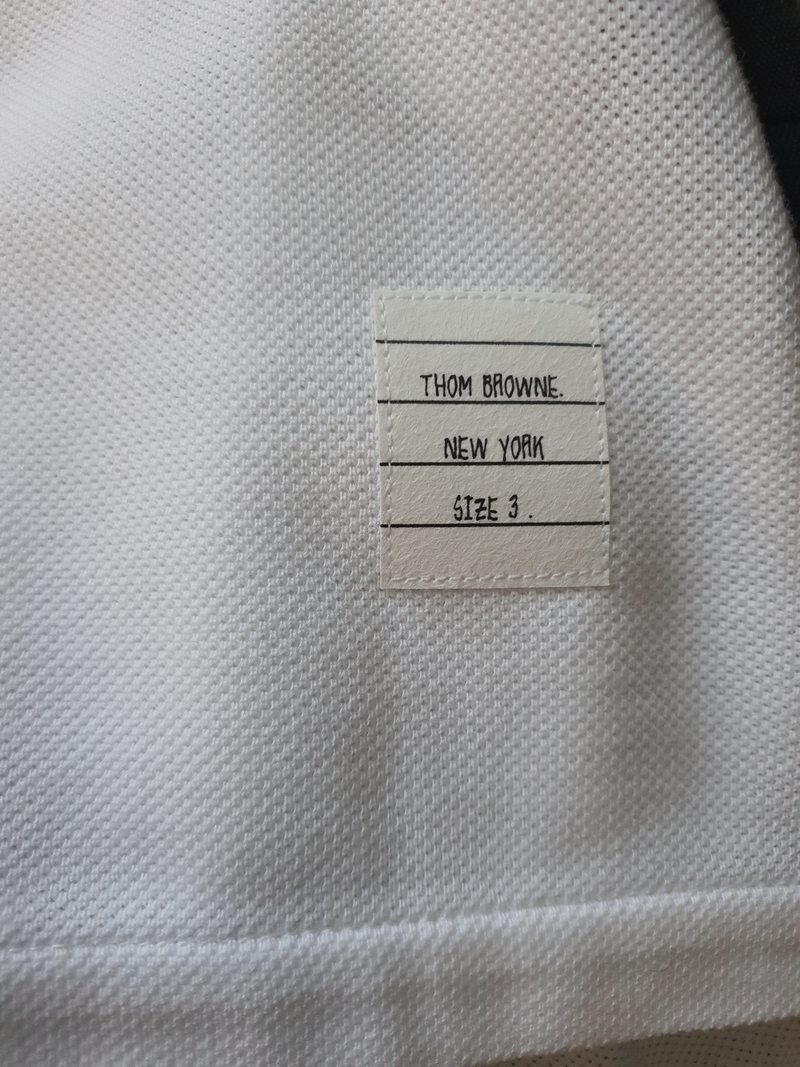 THOM BROWNE.
NEW YORK
SIZE 3 .